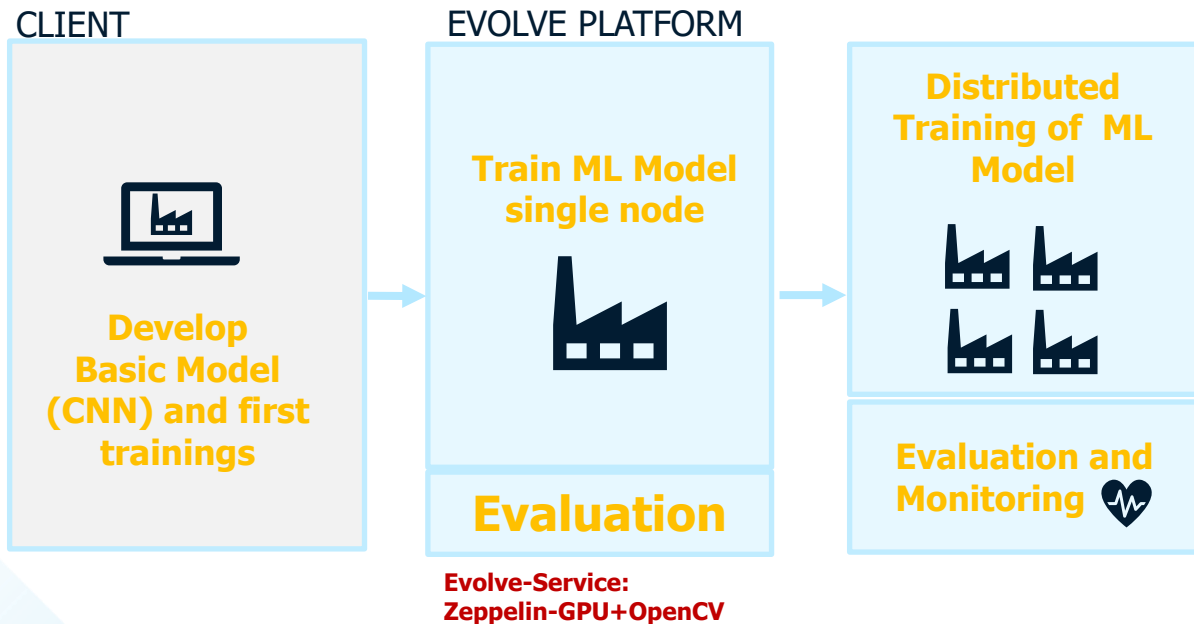 CLIENT
Develop
Basic Model
(CNN) and first
trainings
EVOLVE PLATFORM
Train ML Model
single node
Evaluation
Evolve-Service:
Zeppelin-GPU+OpenCV
Distributed
Training of ML
Model
Evaluation and
Monitoring